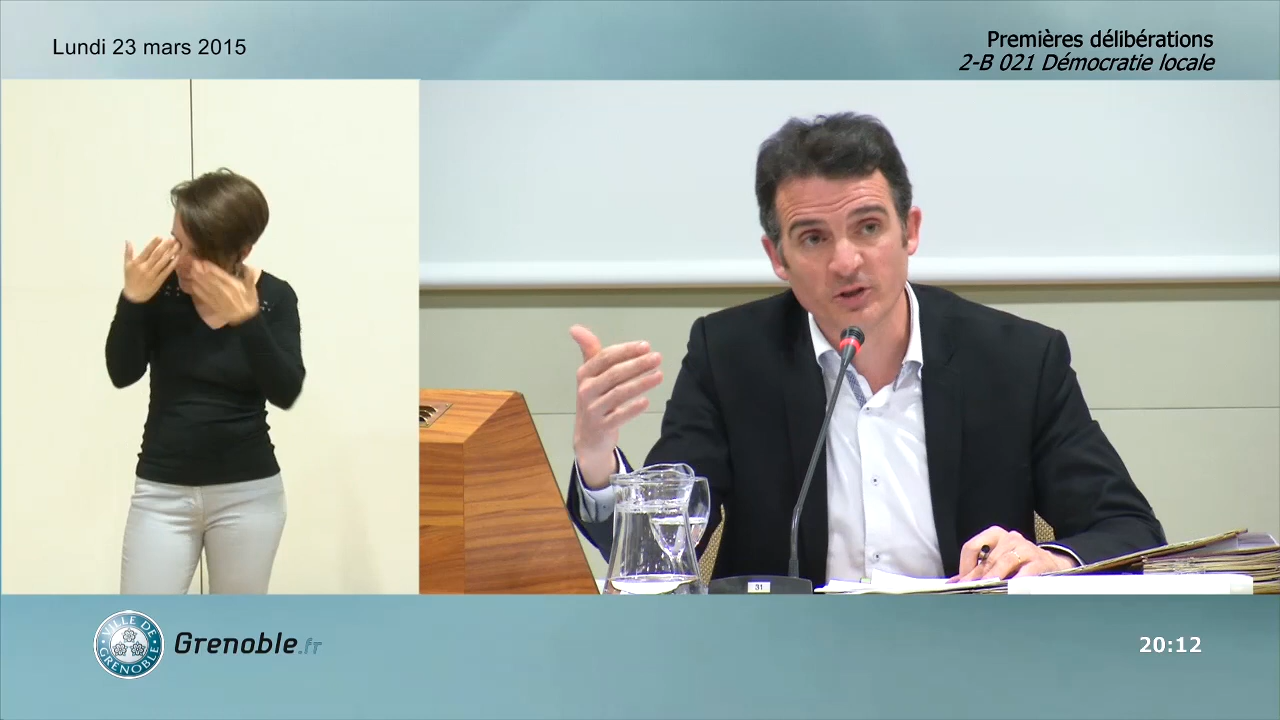 Lundi 23 mars 2015
Premières délibérations
2-B 021 Démocratie locale
31
VILLE DE
GRENOBLE
Grenoble.fr
20:12